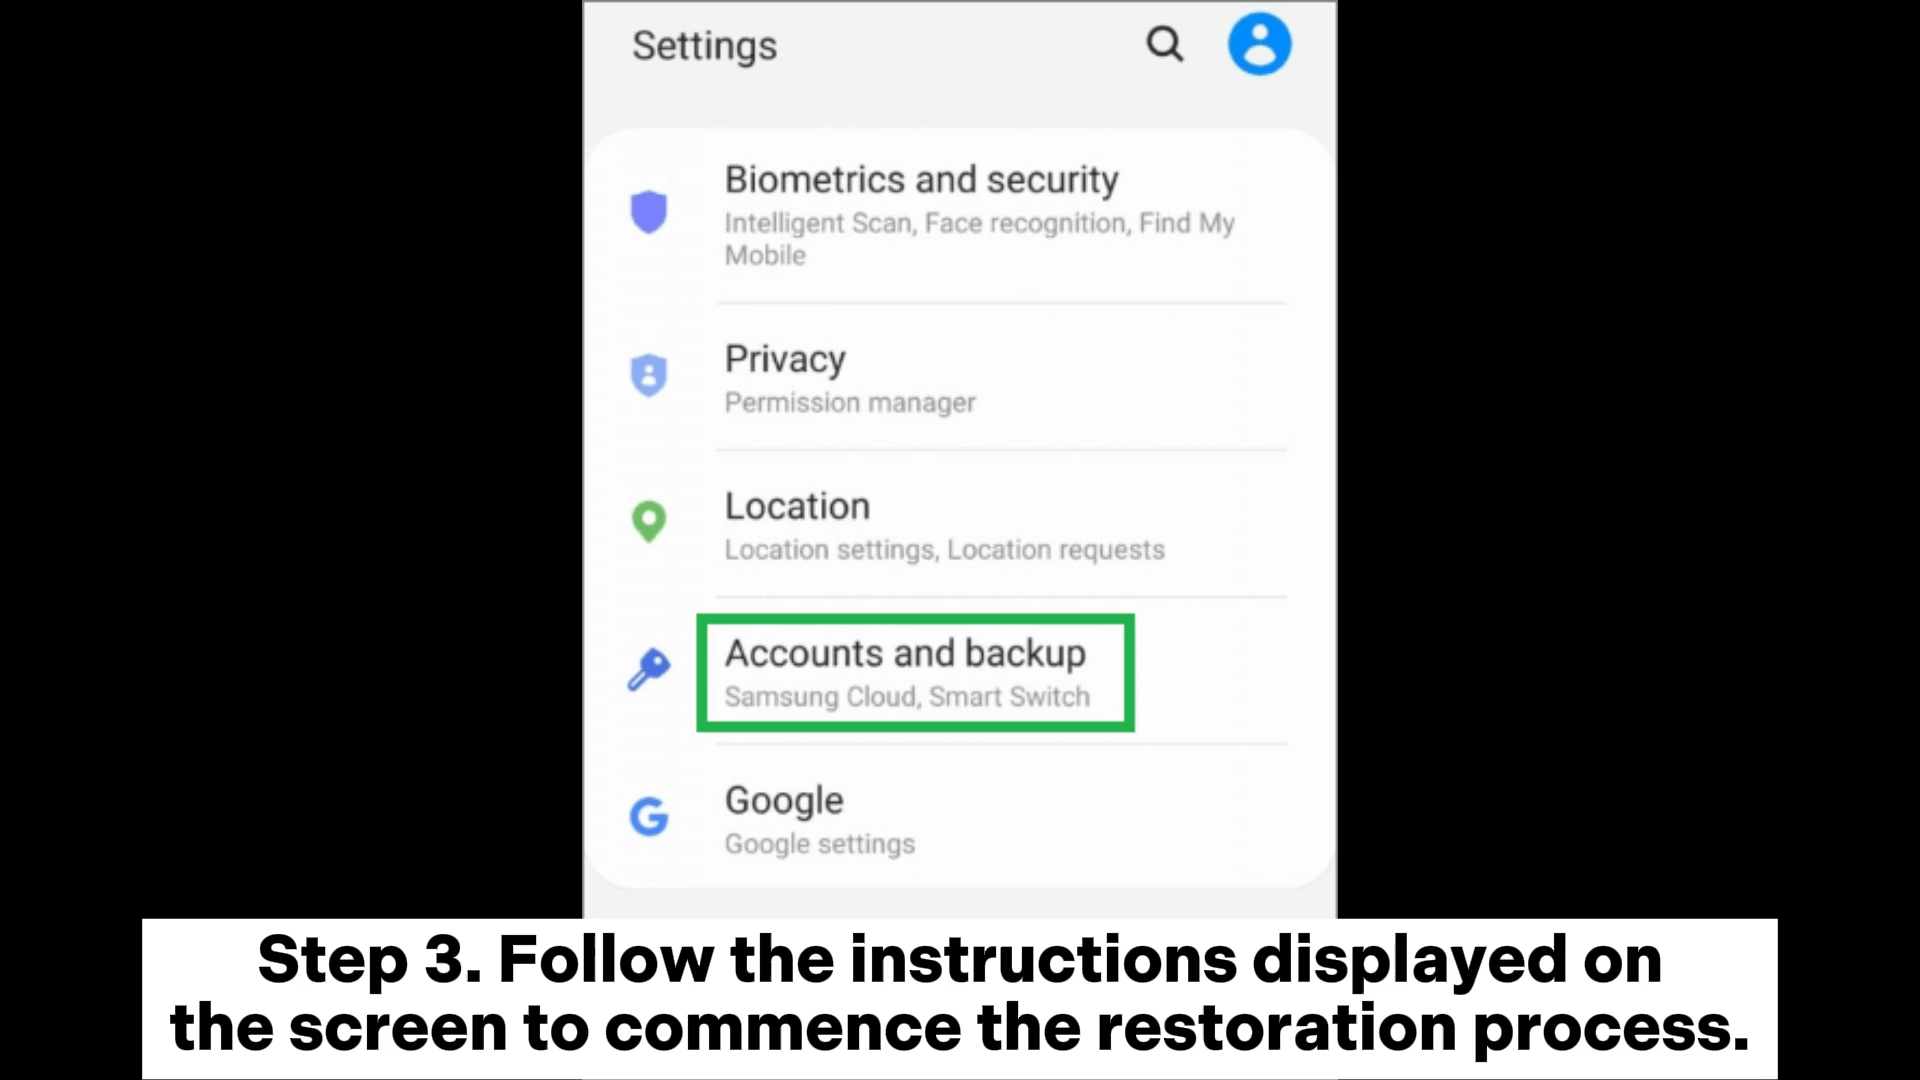 Settings
Biometrics and security
Intelligent Scan, Face recognition, Find My
Mobile
Privacy
Permission manager
Location
Location settings, Location requests
Accounts and backup
Samsung Cloud, Smart Switch
Google
Google settings
Step 3. Follow the instructions displayed on
the screen to commence the restoration process.